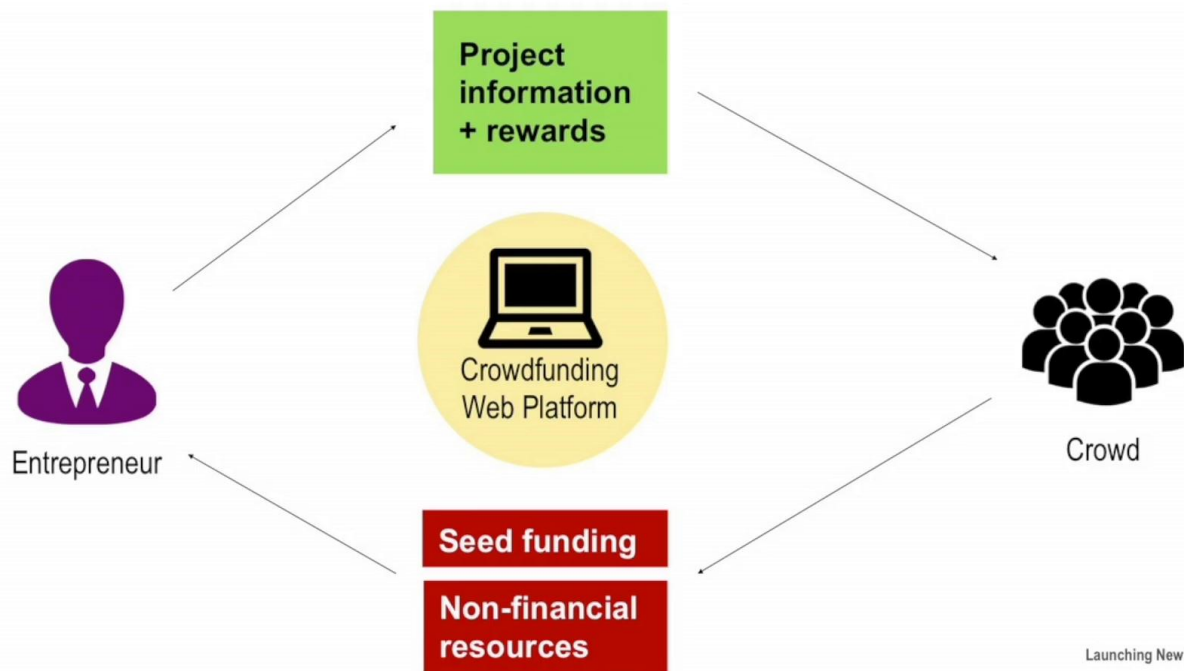 Project
information
+ rewards
Crowdfunding
Web Platform
Entrepreneur
Crowd
Seed funding
Non-financial
resources
Launching New